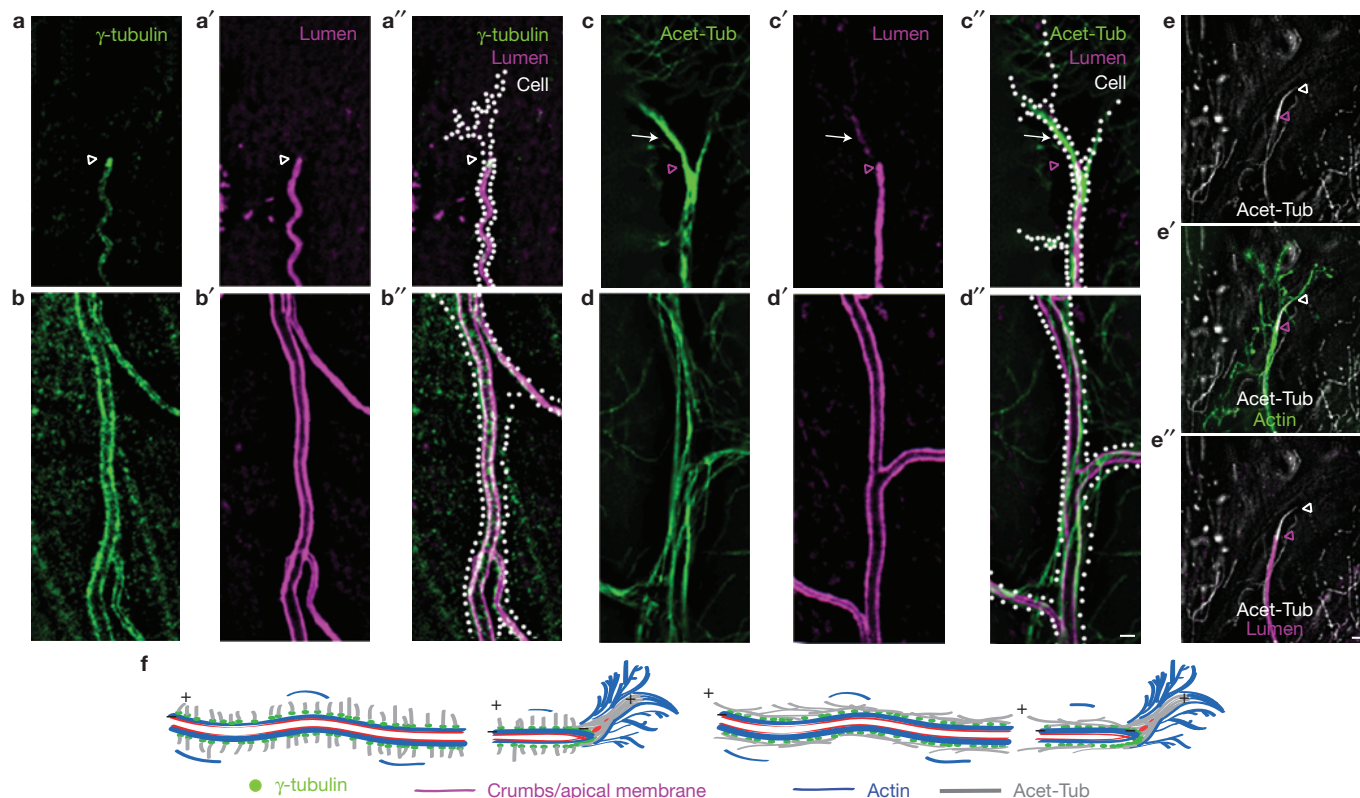 a
γ-tubulin
a′
Lumen
a″
γ-tubulin
Lumen
Cell
c
Acet-Tub
c′
Lumen
c″
Acet-Tub
Lumen
Cell
e
Acet-Tub
e′
Acet-Tub
Actin
b
b′
b″
d
d′
d″
e″
Acet-Tub
Lumen
f
+ + + + + +
− − − − −
γ-tubulin
Crumbs/apical membrane
Actin
Acet-Tub